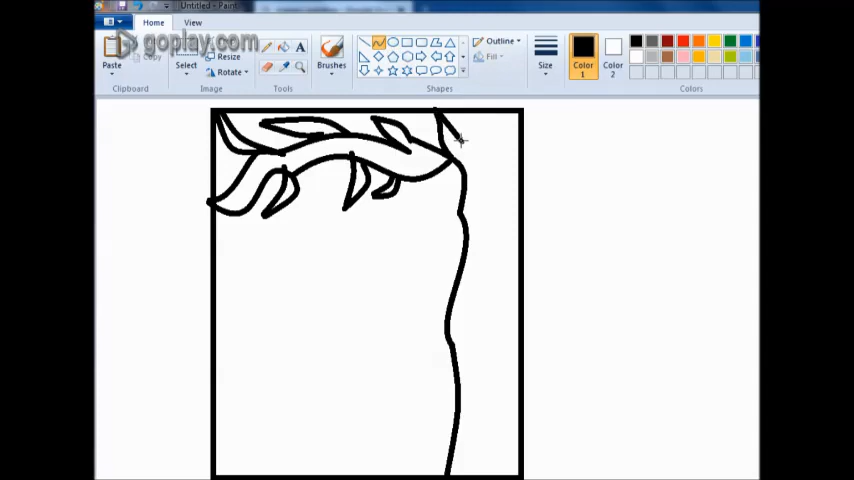 Untitled - Paint
Home View
goplay.com
Copy
Resize
Rotate
Outline
Fill
Paste Select Brushes Size Color 1 Color 2
Clipboard Image Tools Shapes Colors